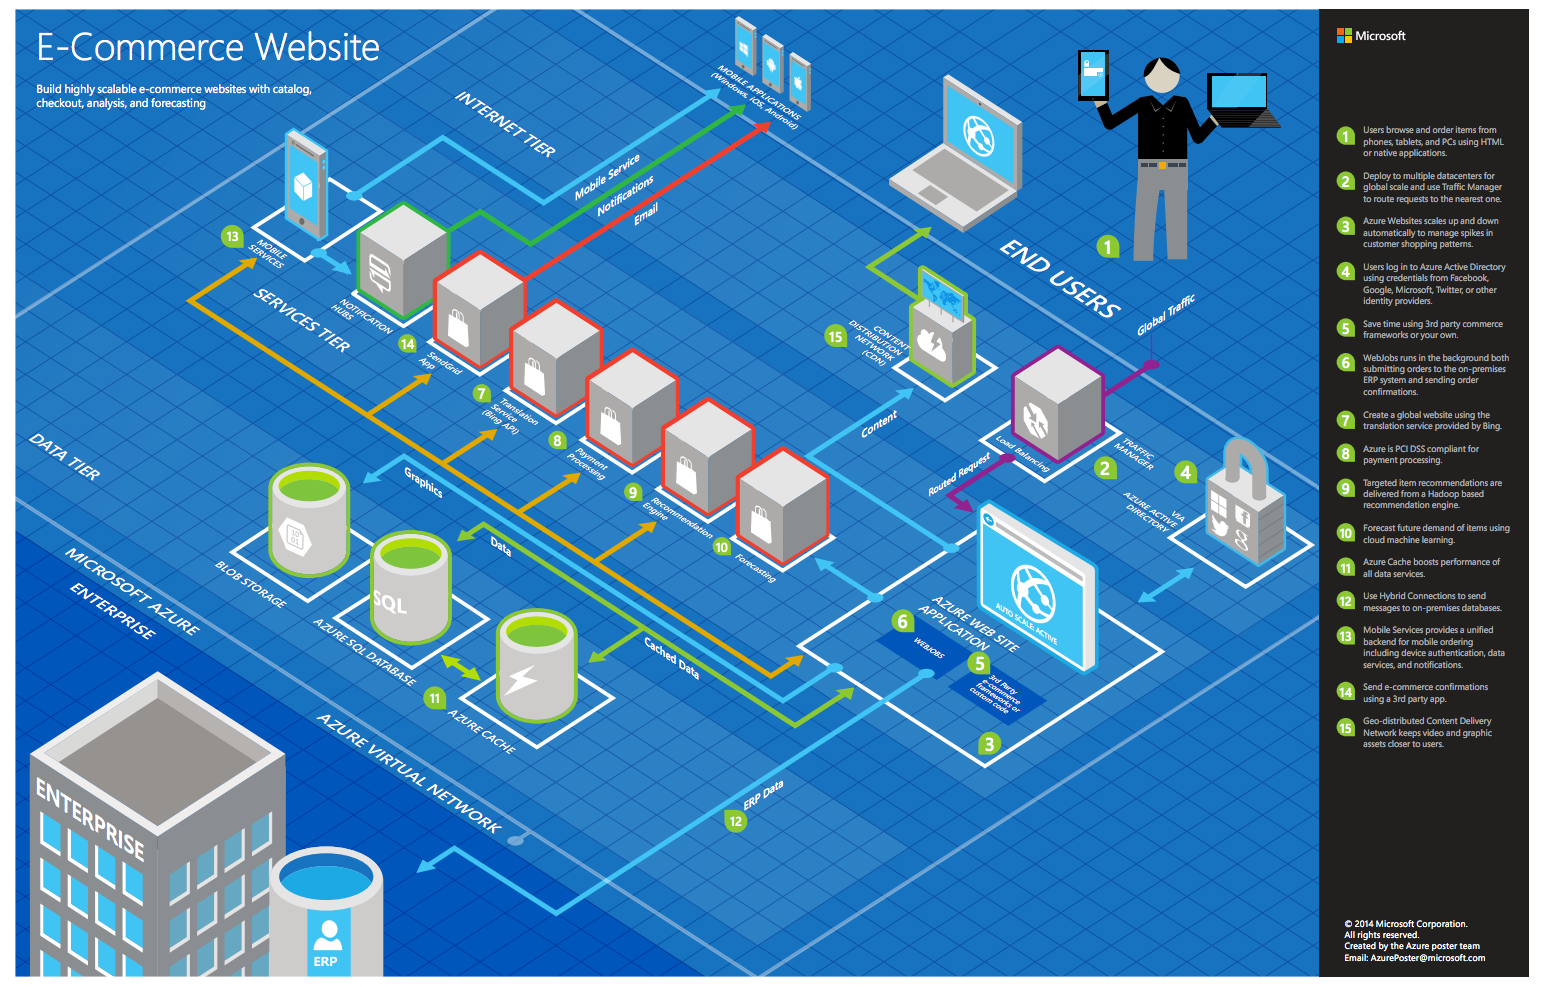 E-Commerce Website
Build highly scalable e-commerce websites with catalog,
checkout, analysis, and forecasting
INTERNET TIER
MOBILE APPLICATIONS
(Windows, iOS, Android)
Mobile Service
Notifications
Email
13
MOBILE
SERVICES
SERVICES TIER
NOTIFICATION
HUBS
14
SendGrid
App
7
Translation
Service
(Bing API)
8
Payment
Processing
9
Recommendation
Engine
10
Forecasting
END USERS
1
Global Traffic
15
CONTENT
DISTRIBUTION
NETWORK
(CDN)
Content
Load Balancing
TRAFFIC
MANAGER
2
Routed Request
4
VIA
AZURE ACTIVE
DIRECTORY
AUTO SCALE: ACTIVE
AZURE WEB SITE
APPLICATION
6
WEBJOBS
5
3rd Party
e-commerce
frameworks or
custom code
3
DATA TIER
Graphics
Data
Cached Data
10
01
BLOB STORAGE
SQL
AZURE SQL DATABASE
11
AZURE CACHE
MICROSOFT AZURE
ENTERPRISE
AZURE VIRTUAL NETWORK
12
ERP Data
ENTERPRISE
ERP
Microsoft
1 Users browse and order items from
phones, tablets, and PCs using HTML
or native applications.
2 Deploy to multiple datacenters for
global scale and use Traffic Manager
to route requests to the nearest one.
3 Azure Websites scales up and down
automatically to manage spikes in
customer shopping patterns.
4 Users log in to Azure Active Directory
using credentials from Facebook,
Google, Microsoft, Twitter, or other
identity providers.
5 Save time using 3rd party commerce
frameworks or your own.
6 WebJobs runs in the background both
submitting orders to the on-premises
ERP system and sending order
confirmations.
7 Create a global website using the
translation service provided by Bing.
8 Azure is PCI DSS compliant for
payment processing.
9 Targeted item recommendations are
delivered from a Hadoop based
recommendation engine.
10 Forecast future demand of items using
cloud machine learning.
11 Azure Cache boosts performance of
all data services.
12 Use Hybrid Connections to send
messages to on-premises databases.
13 Mobile Services provides a unified
backend for mobile ordering
including device authentication, data
services, and notifications.
14 Send e-commerce confirmations
using a 3rd party app.
15 Geo-distributed Content Delivery
Network keeps video and graphic
assets closer to users.
© 2014 Microsoft Corporation.
All rights reserved.
Created by the Azure poster team
Email: AzurePoster@microsoft.com